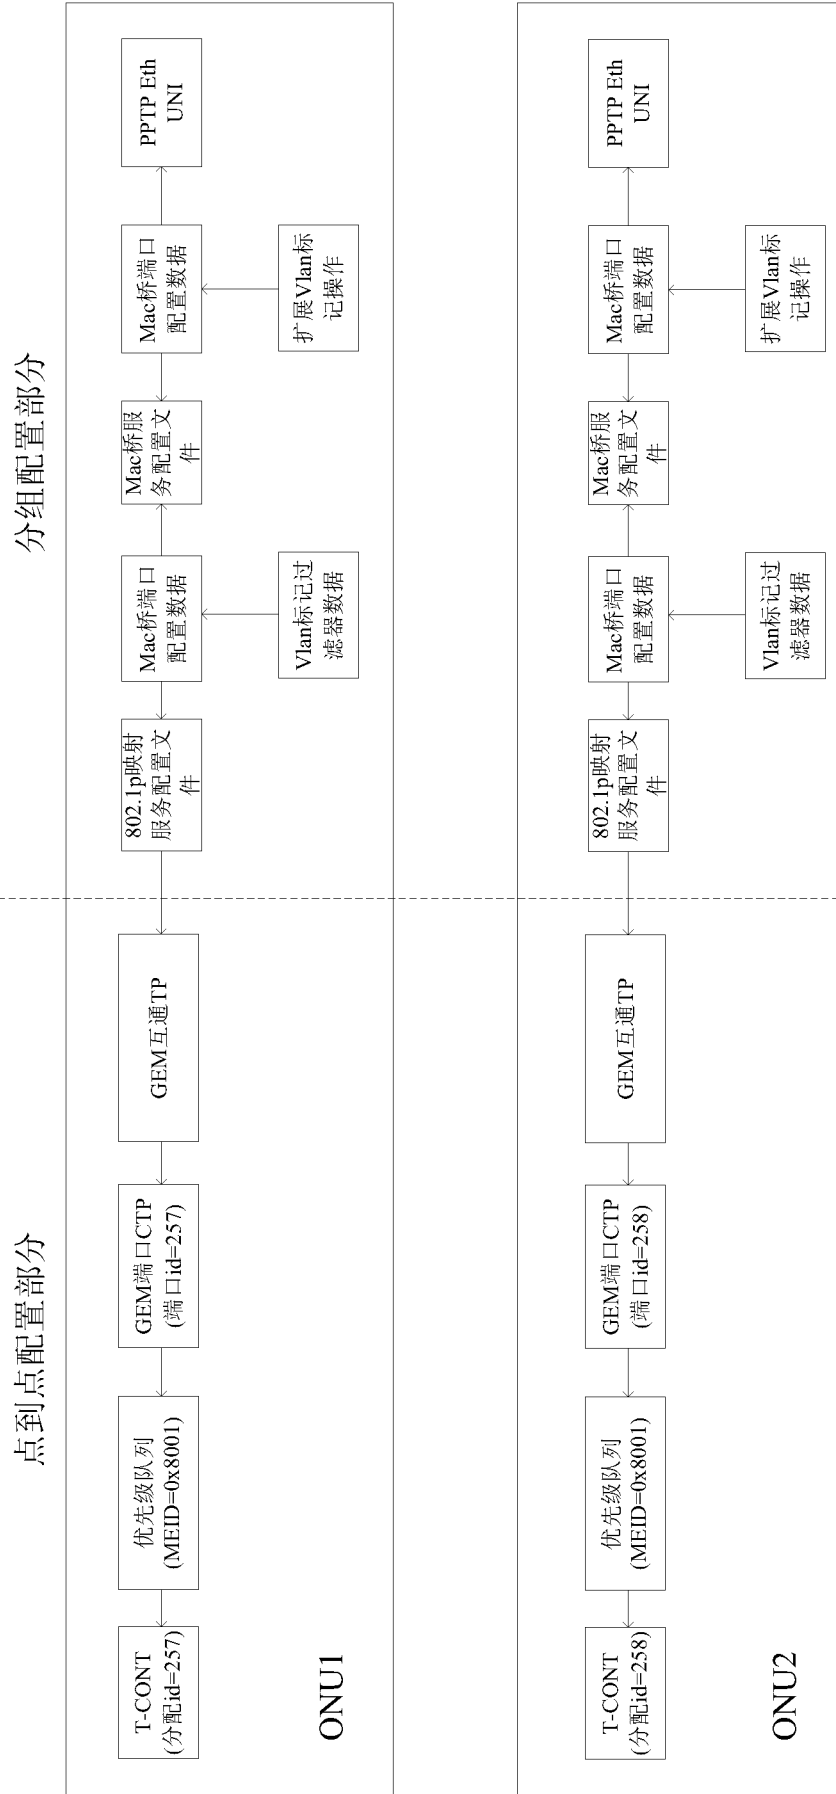 点到点配置部分
分组配置部分
T-CONT
(分配id=257)
优先级队列
(MEID=0x8001)
GEM端口CTP
(端口id=257)
GEM互通TP
802.1p映射
服务配置文
件
Mac桥端口
配置数据
Mac桥服
务配置文
件
Mac桥端口
配置数据
PPTP Eth
UNI
Vlan标记过
滤器数据
扩展Vlan标
记操作
ONU1
T-CONT
(分配id=258)
优先级队列
(MEID=0x8001)
GEM端口CTP
(端口id=258)
GEM互通TP
802.1p映射
服务配置文
件
Mac桥端口
配置数据
Mac桥服
务配置文
件
Mac桥端口
配置数据
PPTP Eth
UNI
Vlan标记过
滤器数据
扩展Vlan标
记操作
ONU2